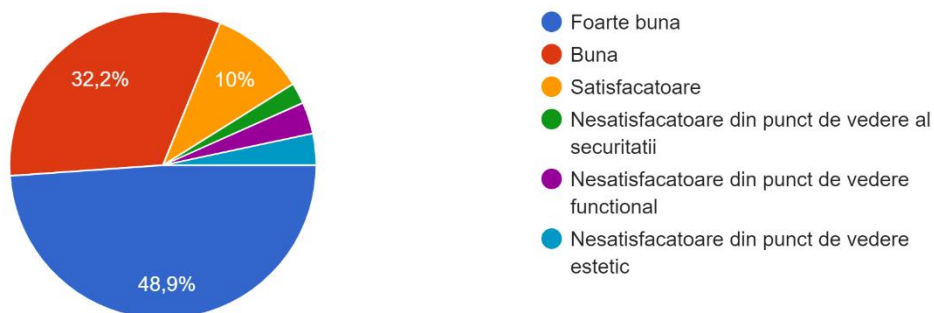 32,2%
10%
48,9%
Foarte buna
Buna
Satisfacatoare
Nesatisfacatoare din punct de vedere al
securitatii
Nesatisfacatoare din punct de vedere
functional
Nesatisfacatoare din punct de vedere
estetic